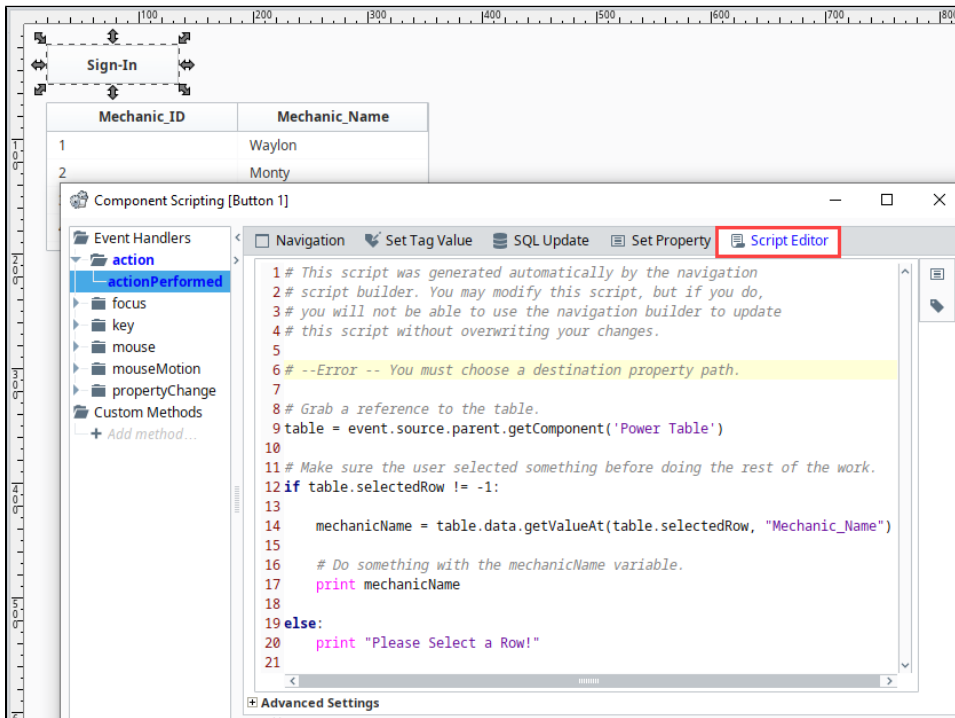 100 200 300 400 500 600 700 800
Sign-In
Mechanic_ID Mechanic_Name
1 Waylon
2 Monty
Component Scripting [Button 1]
Event Handlers
action
actionPerformed
focus
key
mouse
mouseMotion
propertyChange
Custom Methods
Add method...
Navigation Set Tag Value SQL Update Set Property Script Editor
1 # This script was generated automatically by the navigation
2 # script builder. You may modify this script, but if you do,
3 # you will not be able to use the navigation builder to update
4 # this script without overwriting your changes.
5
6 # --Error -- You must choose a destination property path.
7
8 # Grab a reference to the table.
9 table = event.source.parent.getComponent('Power Table')
10
11 # Make sure the user selected something before doing the rest of the work.
12 if table.selectedRow != -1:
13
14 mechanicName = table.data.getValueAt(table.selectedRow, "Mechanic_Name")
15
16 # Do something with the mechanicName variable.
17 print mechanicName
18
19 else:
20 print "Please Select a Row!"
21
Advanced Settings
100
200
300
400
500